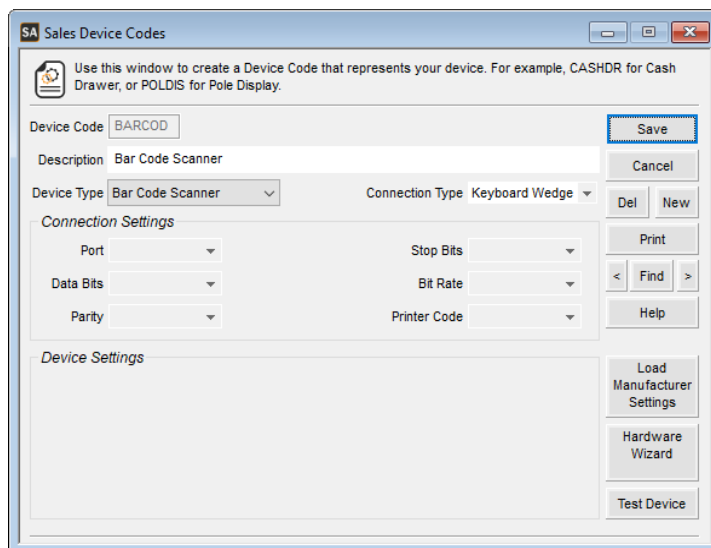 SA Sales Device Codes
Use this window to create a Device Code that represents your device. For example, CASHDR for Cash
Drawer, or POLDIS for Pole Display.
Device Code BARCOD
Save
Description Bar Code Scanner
Cancel
Device Type Bar Code Scanner Connection Type Keyboard Wedge
Del New
Connection Settings
Port Stop Bits
Print
Data Bits Bit Rate
< Find >
Parity Printer Code
Help
Device Settings
Load
Manufacturer
Settings
Hardware
Wizard
Test Device